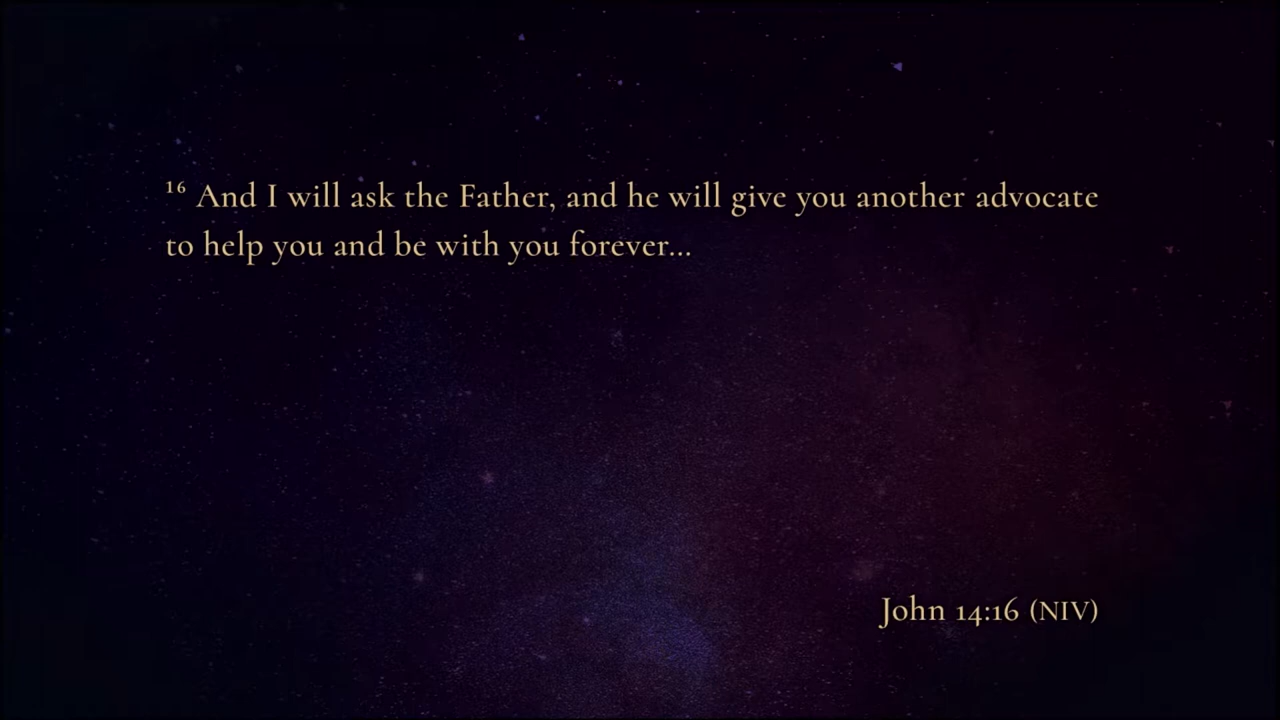 ¹⁶ And I will ask the Father, and he will give you another advocate
to help you and be with you forever...
John 14:16 (NIV)